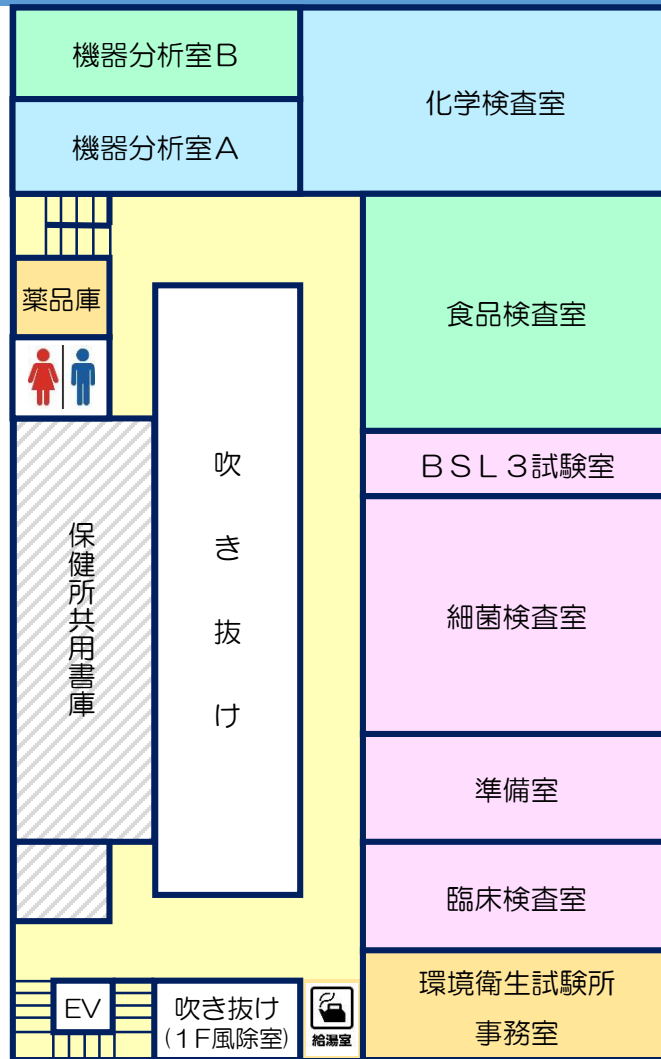 機器分析室Ｂ
化学検査室
機器分析室Ａ
薬品庫
食品検査室
ＢＳＬ３試験室
吹き抜け
保健所共用書庫
細菌検査室
準備室
臨床検査室
環境衛生試験所
事務室
EV
吹き抜け
(１F風除室)
給湯室